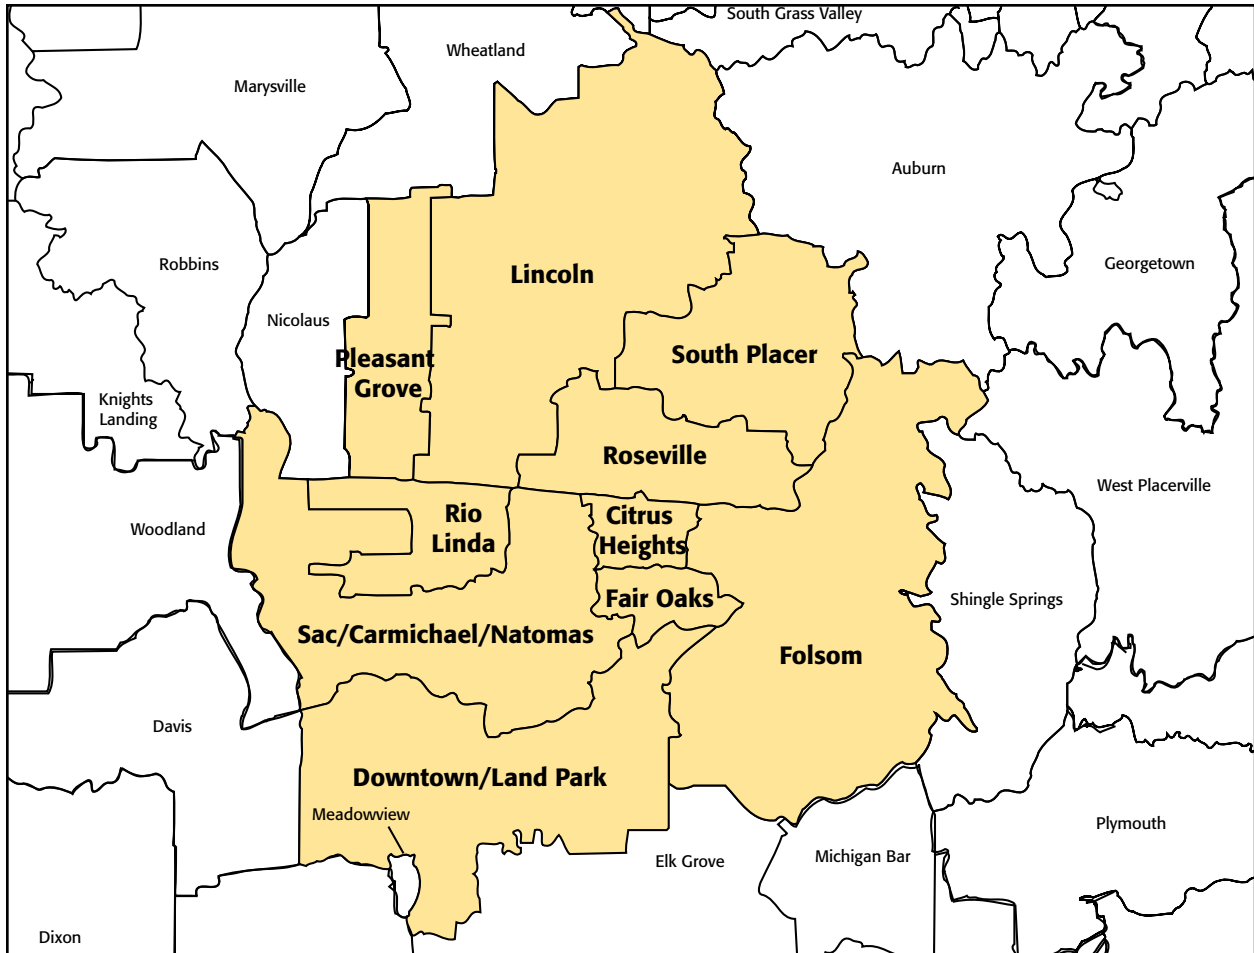 South Grass Valley
Wheatland
Marysville
Auburn
Robbins
Georgetown
Lincoln
Nicolaus
South Placer
Pleasant
Grove
Knights
Landing
Roseville
West Placerville
Rio
Linda
Citrus
Heights
Woodland
Fair Oaks
Shingle Springs
Sac/Carmichael/Natomas
Folsom
Davis
Downtown/Land Park
Meadowview
Plymouth
Elk Grove
Michigan Bar
Dixon